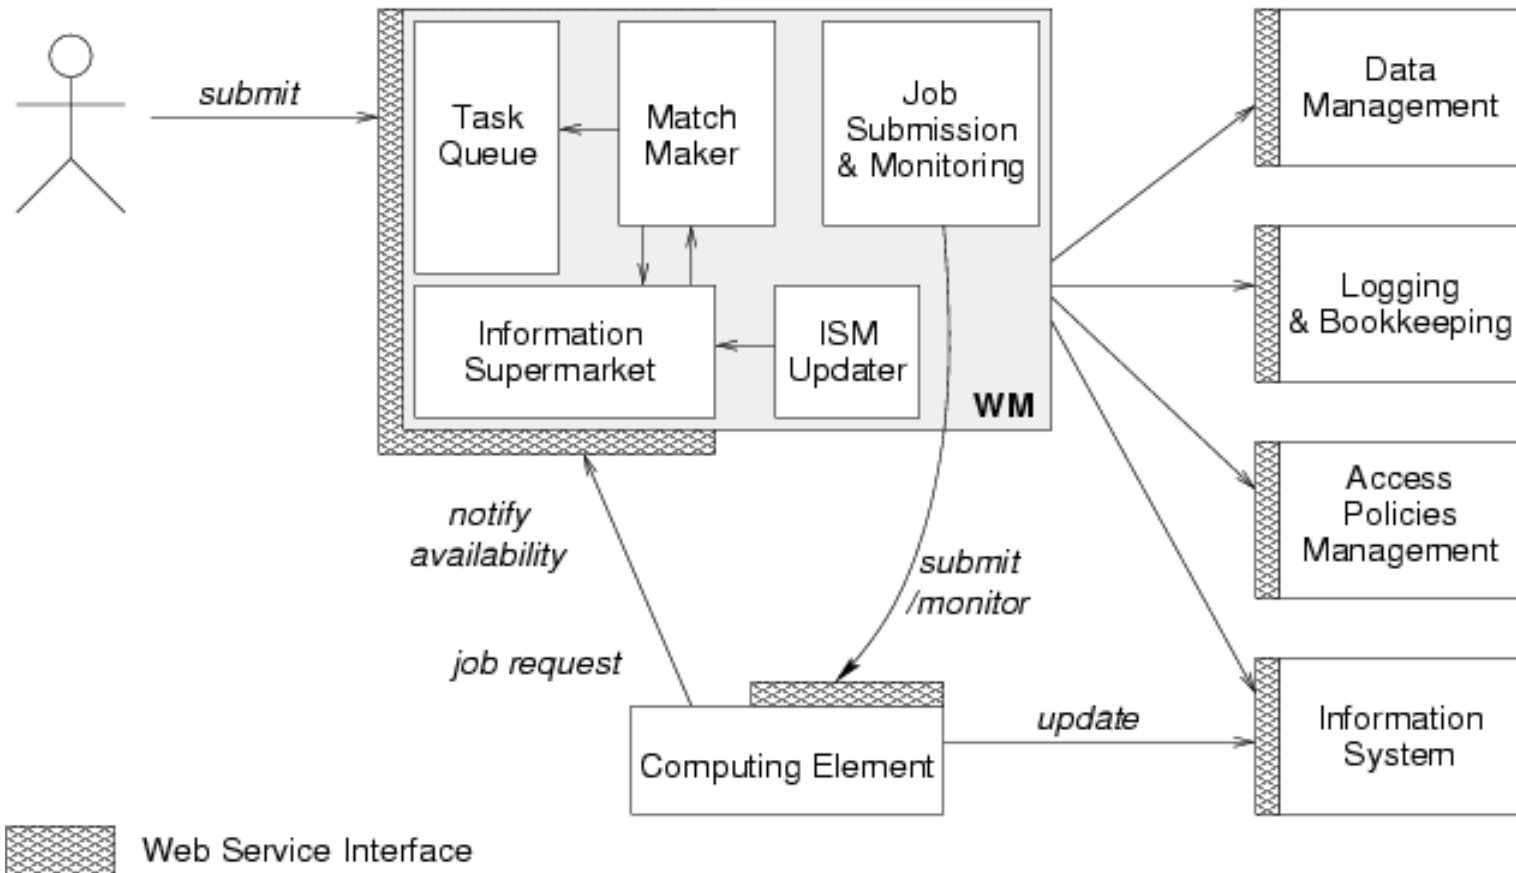 submit
Task
Queue
Match
Maker
Job
Submission
& Monitoring
Information
Supermarket
ISM
Updater
WM
Data
Management
Logging
& Bookkeeping
Access
Policies
Management
Information
System
notify
availability
job request
submit
/monitor
update
Computing Element
Web Service Interface